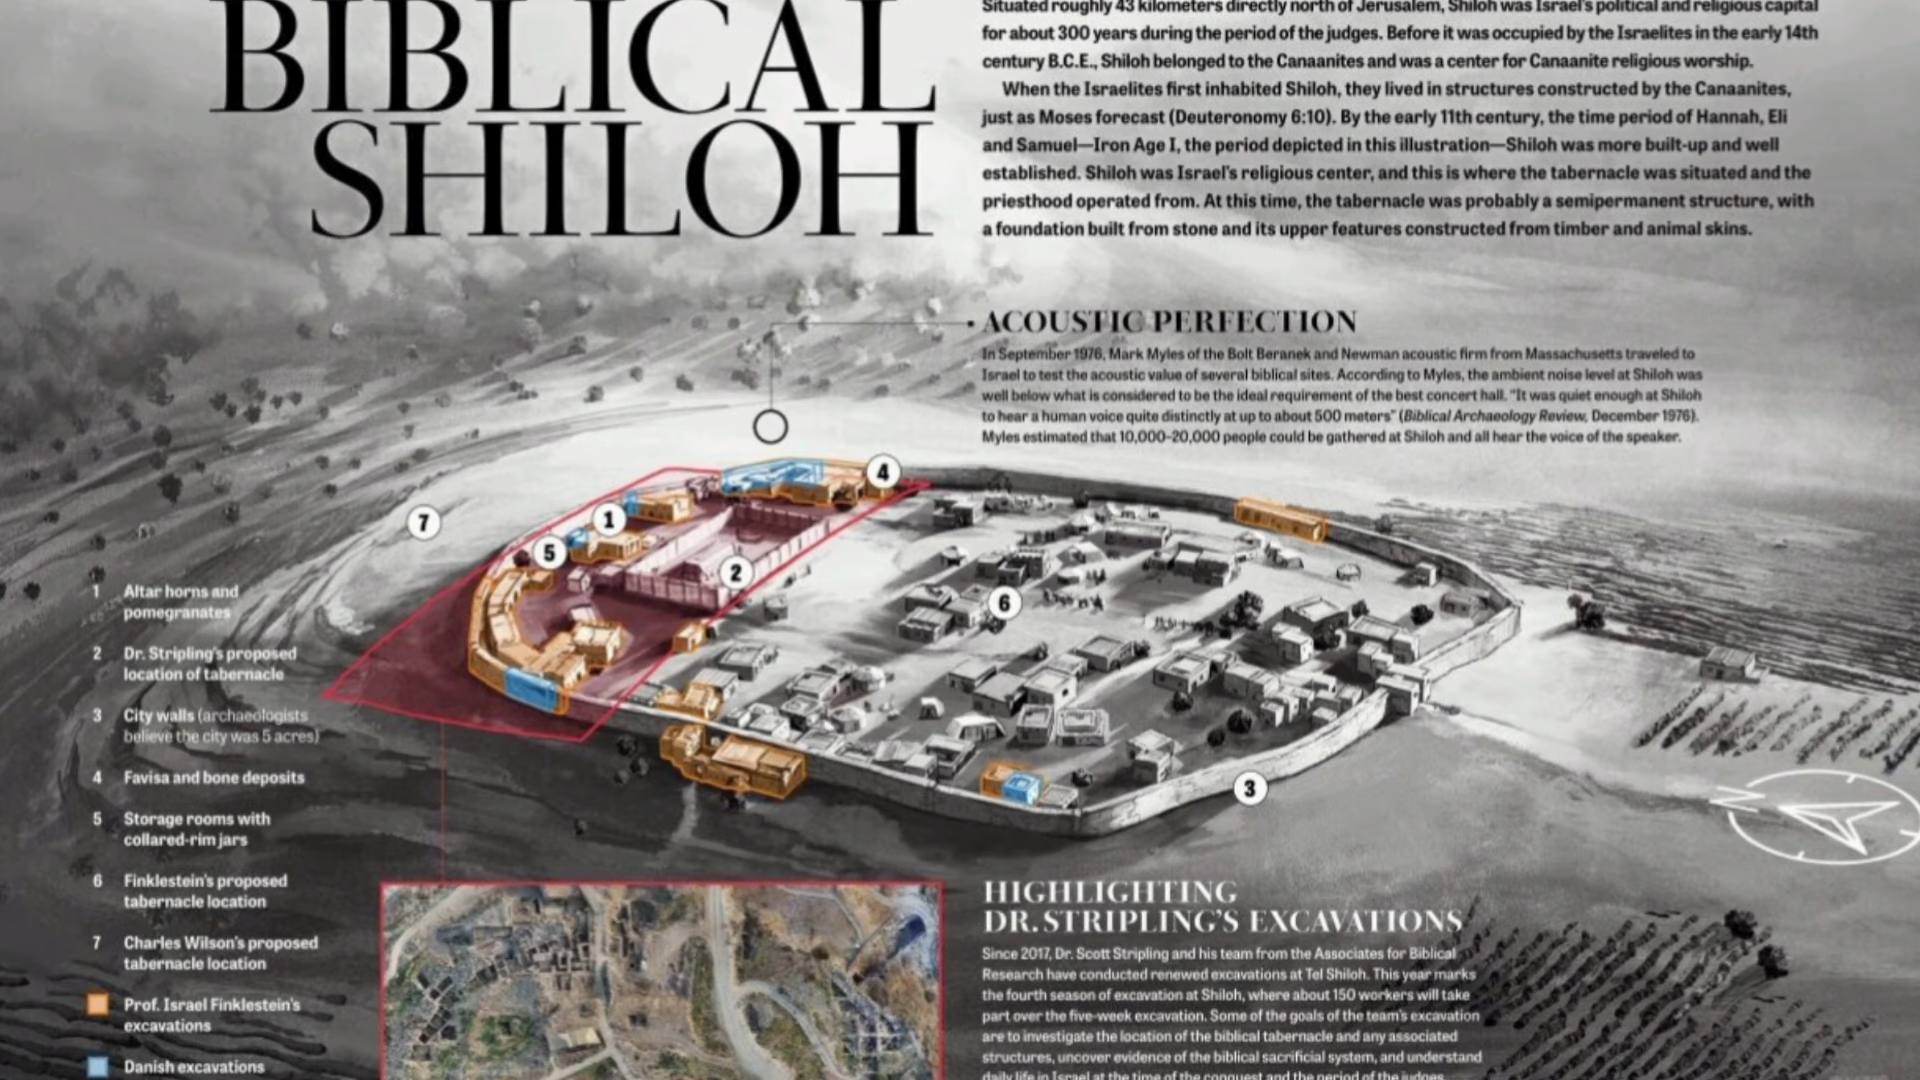 BIBLICAL
SHILOH
Situated roughly 43 kilometers directly north of Jerusalem, Shiloh was Israel's political and religious capital
for about 300 years during the period of the judges. Before it was occupied by the Israelites in the early 14th
century B.C.E., Shiloh belonged to the Canaanites and was a center for Canaanite religious worship.
When the Israelites first inhabited Shiloh, they lived in structures constructed by the Canaanites,
just as Moses forecast (Deuteronomy 6:10). By the early 11th century, the time period of Hannah, Eli
and Samuel—Iron Age I, the period depicted in this illustration—Shiloh was more built-up and well
established. Shiloh was Israel's religious center, and this is where the tabernacle was situated and the
priesthood operated from. At this time, the tabernacle was probably a semipermanent structure, with
a foundation built from stone and its upper features constructed from timber and animal skins.
ACOUSTIC PERFECTION
In September 1976, Mark Myles of the Bolt Beranek and Newman acoustic firm from Massachusetts traveled to
Israel to test the acoustic value of several biblical sites. According to Myles, the ambient noise level at Shiloh was
well below what is considered to be the ideal requirement of the best concert hall. "It was quiet enough at Shiloh
to hear a human voice quite distinctly at up to about 500 meters" (Biblical Archaeology Review, December 1976).
Myles estimated that 10,000–20,000 people could be gathered at Shiloh and all hear the voice of the speaker.
4
7
1
5
2
6
3
N
1 Altar horns and
pomegranates
2 Dr. Stripling's proposed
location of tabernacle
3 City walls (archaeologists
believe the city was 5 acres)
4 Favisa and bone deposits
5 Storage rooms with
collared-rim jars
6 Finklestein's proposed
tabernacle location
7 Charles Wilson's proposed
tabernacle location
Prof. Israel Finklestein's
excavations
Danish excavations
HIGHLIGHTING
DR. STRIPLING'S EXCAVATIONS
Since 2017, Dr. Scott Stripling and his team from the Associates for Biblical
Research have conducted renewed excavations at Tel Shiloh. This year marks
the fourth season of excavation at Shiloh, where about 150 workers will take
part over the five-week excavation. Some of the goals of the team's excavation
are to investigate the location of the biblical tabernacle and any associated
structures, uncover evidence of the biblical sacrificial system, and understand
daily life in Israel at the time of the conquest and the period of the judges.